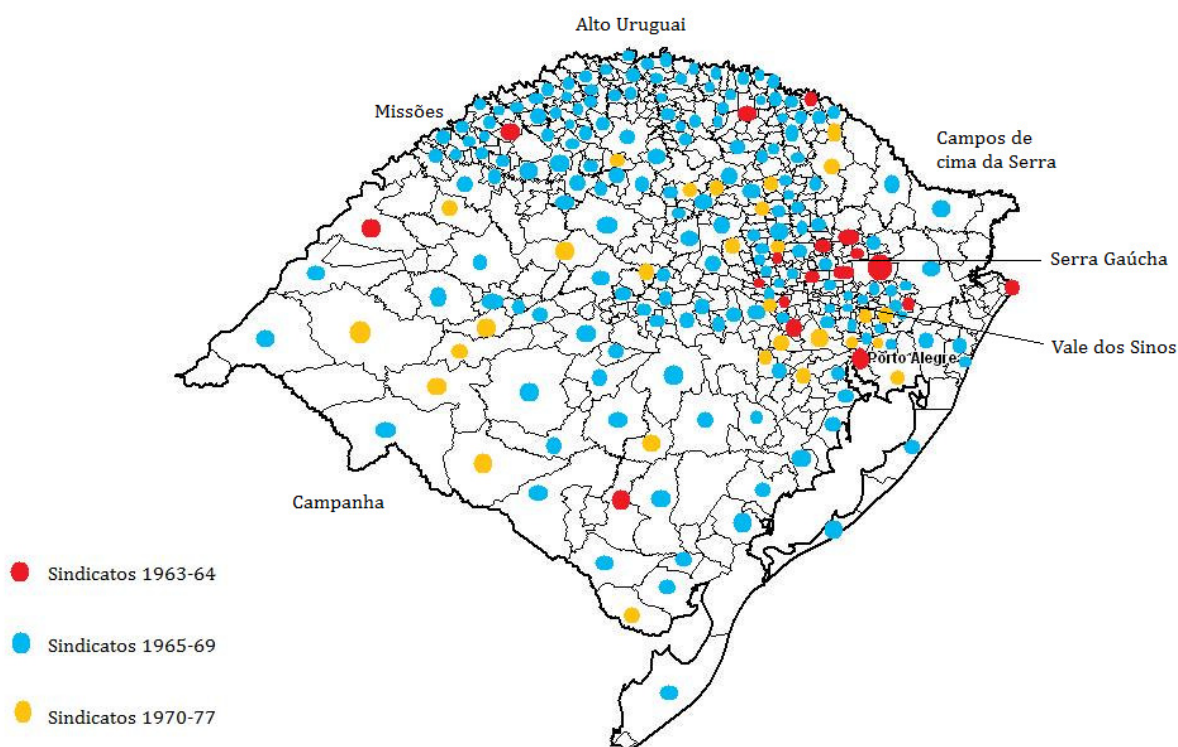 Alto Uruguai
Missões
Campos de
cima da Serra
Serra Gaúcha
Vale dos Sinos
Porto Alegre
Campanha
Sindicatos 1963-64
Sindicatos 1965-69
Sindicatos 1970-77